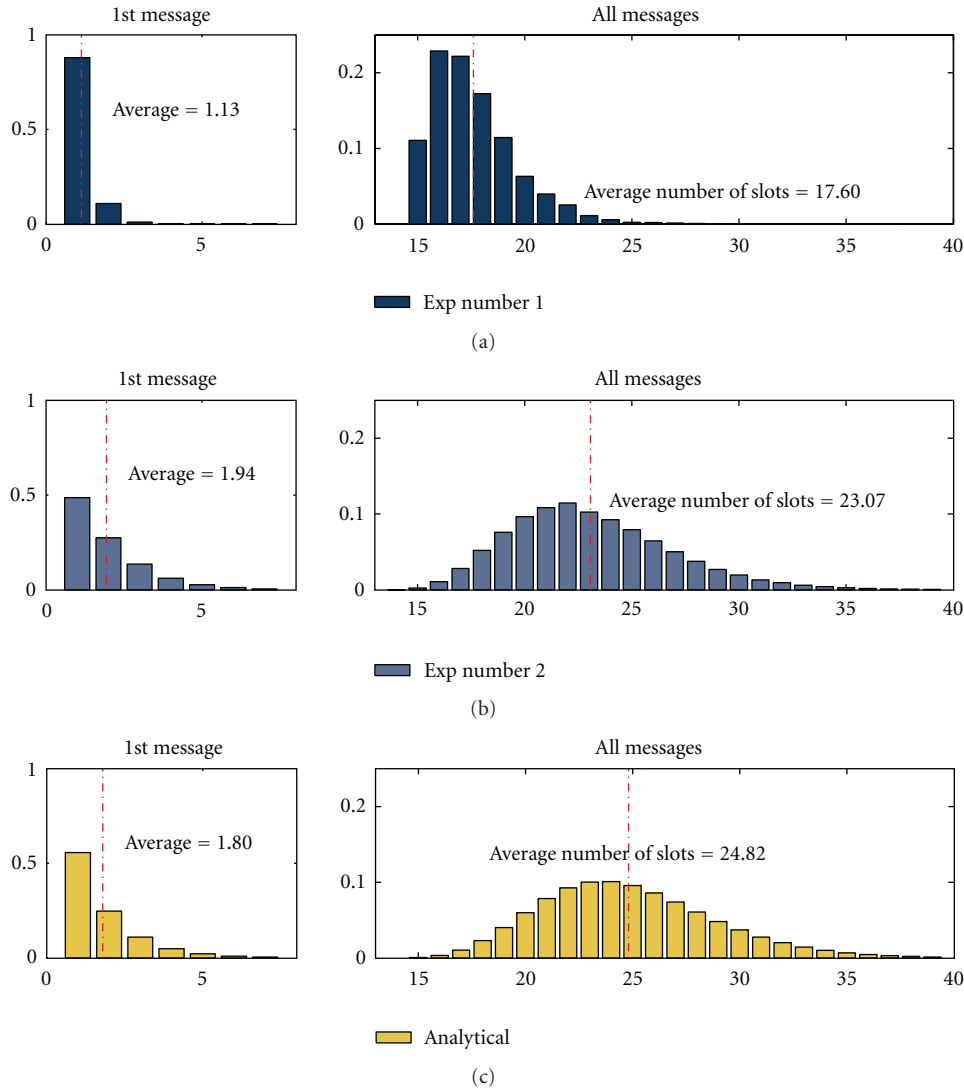 1st message
All messages
1
0.5
0
Average = 1.13
0 5
0.2
0.1
0
Average number of slots = 17.60
15 20 25 30 35 40
Exp number 1
(a)
1st message
All messages
1
0.5
0
Average = 1.94
0 5
0.2
0.1
0
Average number of slots = 23.07
15 20 25 30 35 40
Exp number 2
(b)
1st message
All messages
1
0.5
0
Average = 1.80
0 5
0.2
0.1
0
Average number of slots = 24.82
15 20 25 30 35 40
Analytical
(c)